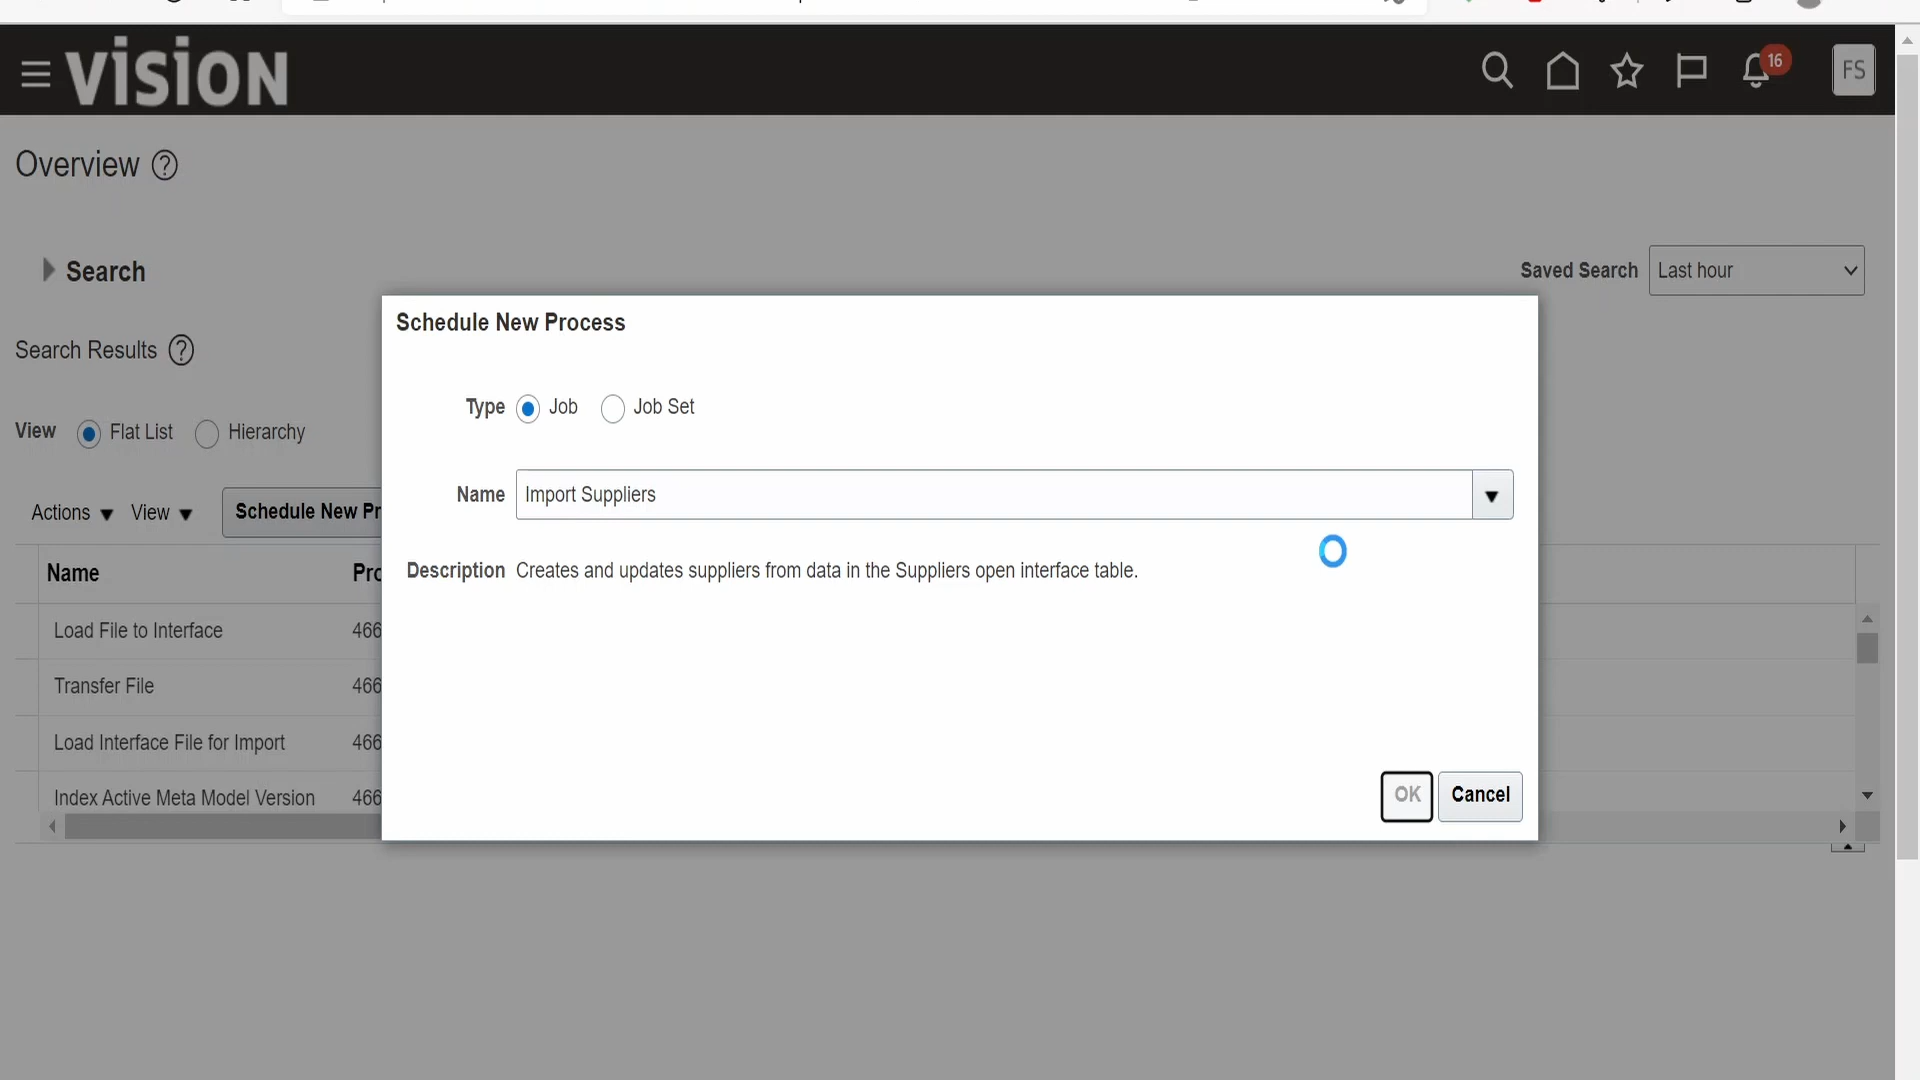 VISION
16
FS
Overview
Search
Saved Search Last hour
Search Results
View Flat List Hierarchy
Actions View Schedule New Pr
Name Pro
Load File to Interface 466
Transfer File 466
Load Interface File for Import 466
Index Active Meta Model Version 466
Schedule New Process
Type Job Job Set
Name Import Suppliers
Description Creates and updates suppliers from data in the Suppliers open interface table.
OK Cancel